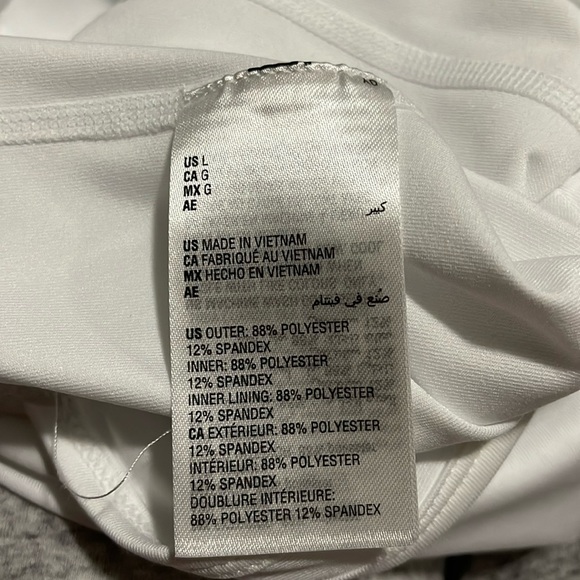 US L
CA G
MX G
AE كبير
US MADE IN VIETNAM
CA FABRIQUÉ AU VIETNAM
MX HECHO EN VIETNAM
AE صُنع في فيتنام
US OUTER: 88% POLYESTER
12% SPANDEX
INNER: 88% POLYESTER
12% SPANDEX
INNER LINING: 88% POLYESTER
12% SPANDEX
CA EXTÉRIEUR: 88% POLYESTER
12% SPANDEX
INTÉRIEUR: 88% POLYESTER
12% SPANDEX
DOUBLURE INTÉRIEURE:
88% POLYESTER 12% SPANDEX